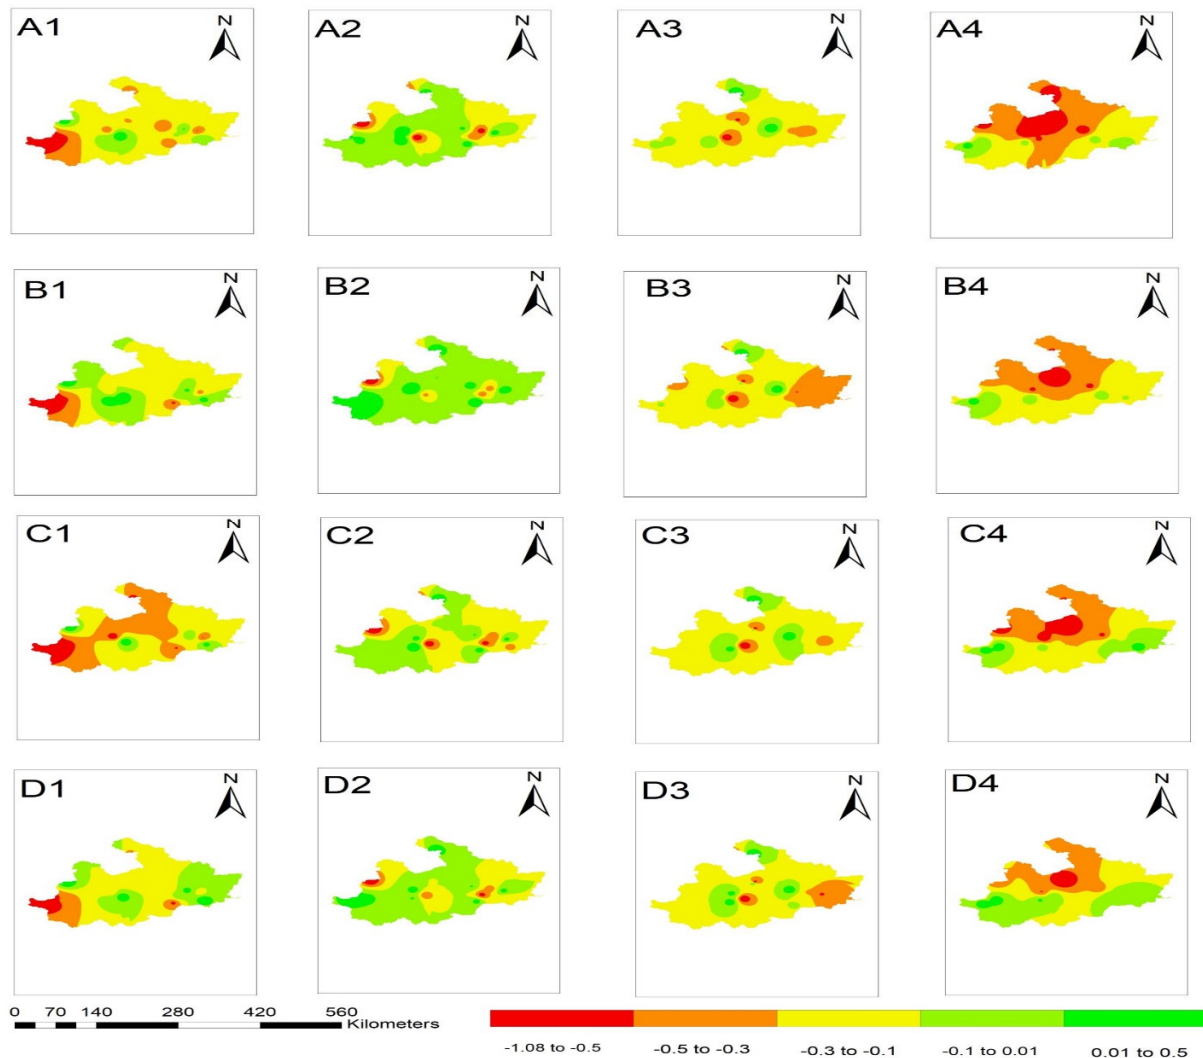 A1 N
A2 N
A3 N
A4 N
B1 N
B2 N
B3 N
B4 N
C1 N
C2 N
C3 N
C4 N
D1 N
D2 N
D3 N
D4 N
0 70 140 280 420 560
Kilometers
-1.08 to -0.5 -0.5 to -0.3 -0.3 to -0.1 -0.1 to 0.01 0.01 to 0.5